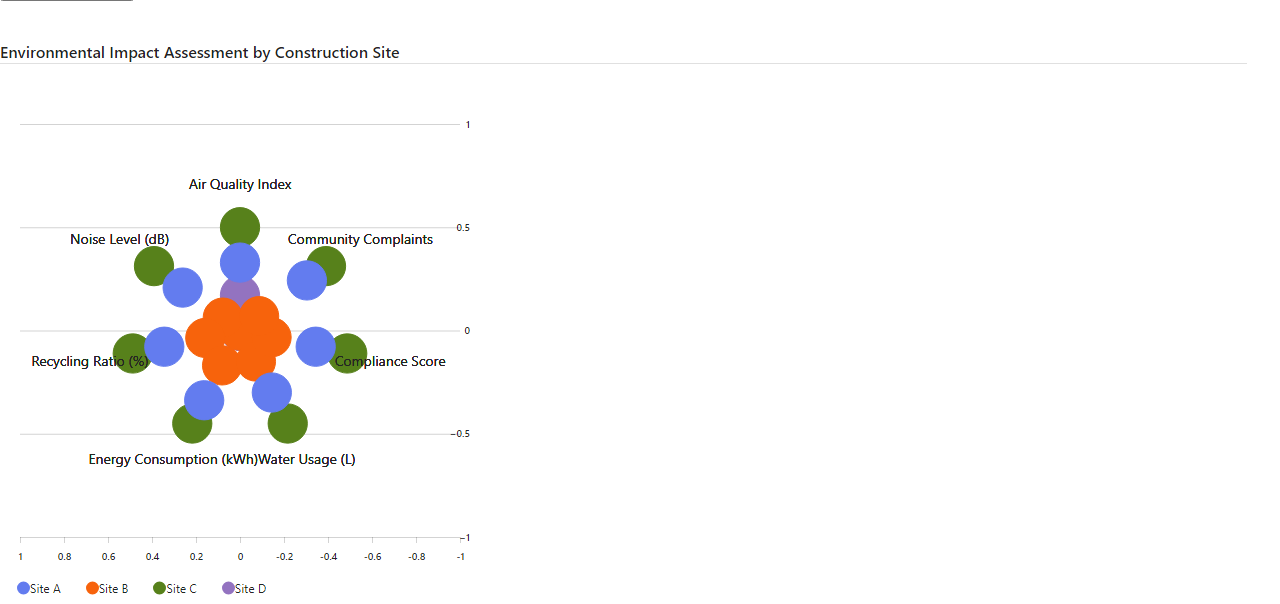 Environmental Impact Assessment by Construction Site
1
Air Quality Index
0.5
Noise Level (dB)
Community Complaints
0
Recycling Ratio (%)
Compliance Score
−0.5
Energy Consumption (kWh)
Water Usage (L)
−1
1 0.8 0.6 0.4 0.2 0 -0.2 -0.4 -0.6 -0.8 -1
Site A Site B Site C Site D